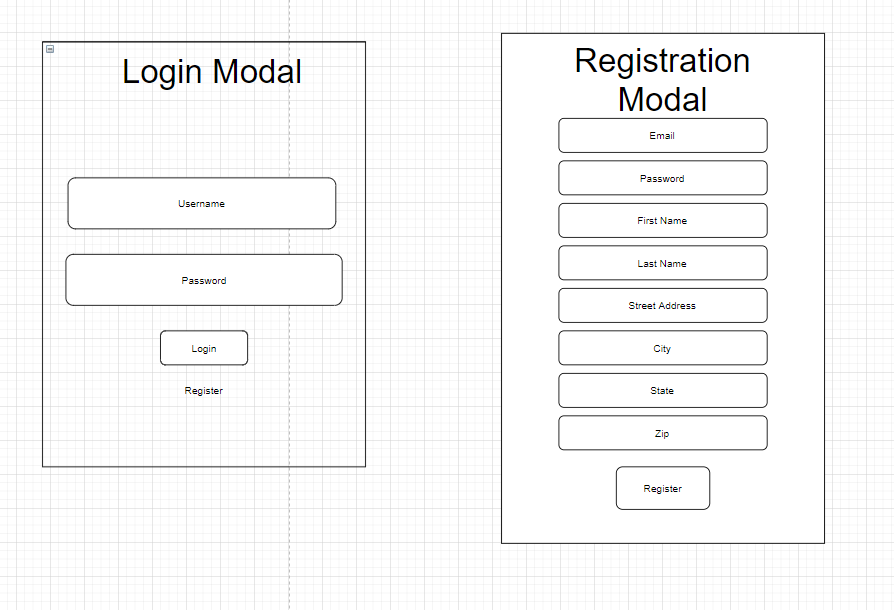 Login Modal
Username
Password
Login
Register
Registration
Modal
Email
Password
First Name
Last Name
Street Address
City
State
Zip
Register